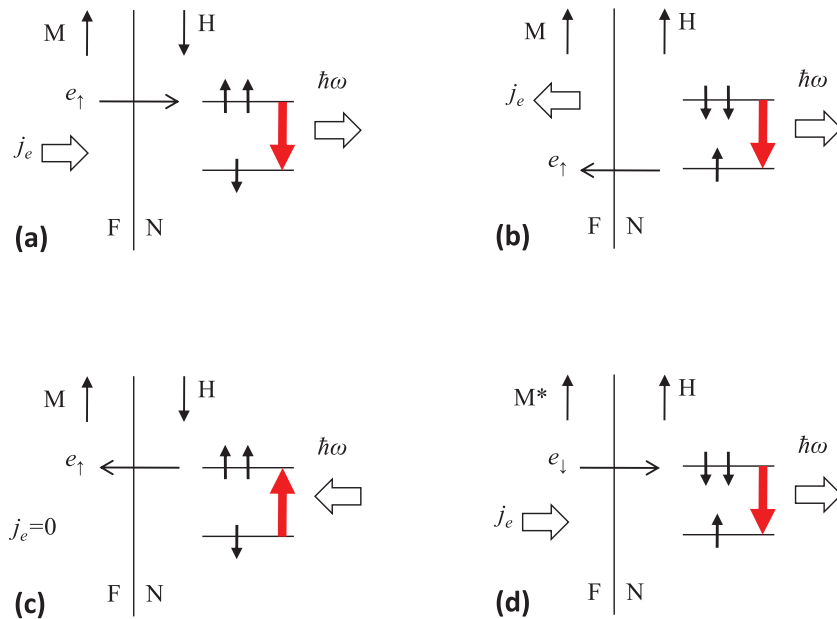 M H
e↑ ħω
jₑ
F N
(a)
M H
jₑ ħω
e↑
F N
(b)
M H
e↑ ħω
jₑ=0
F N
(c)
M* H
e↓ ħω
jₑ
F N
(d)